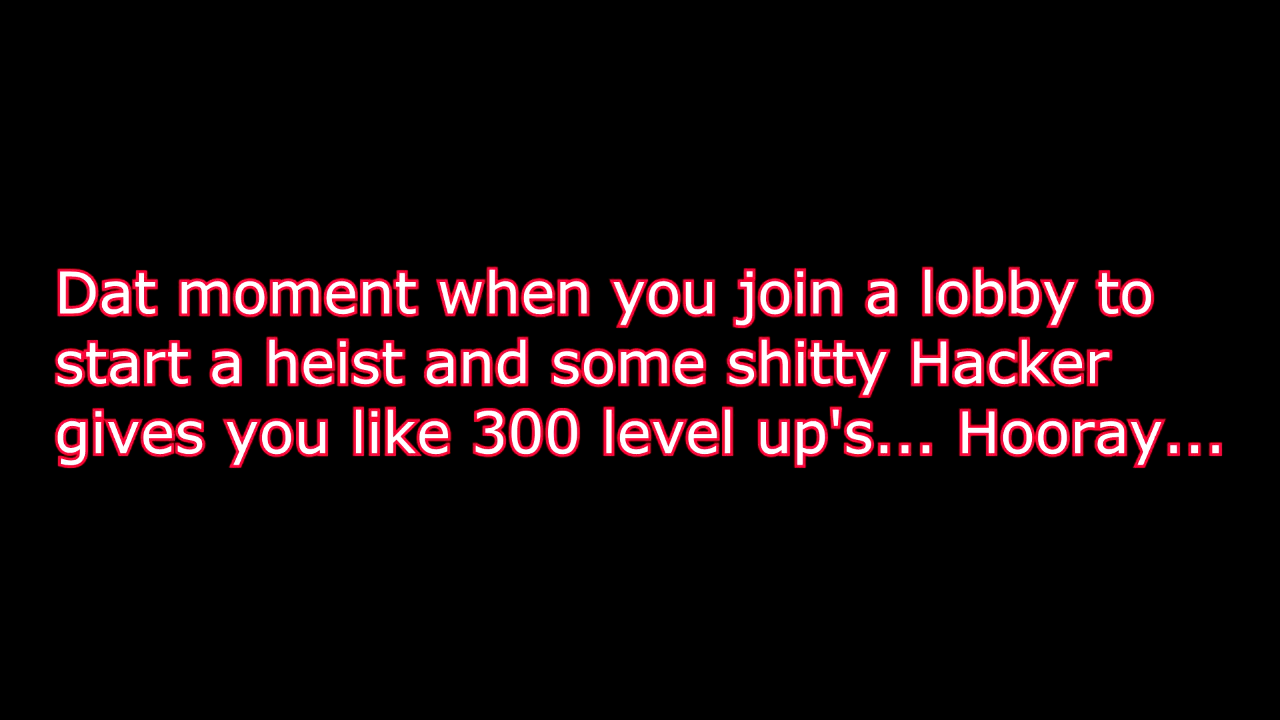 Dat moment when you join a lobby to
start a heist and some shitty Hacker
gives you like 300 level up's... Hooray...